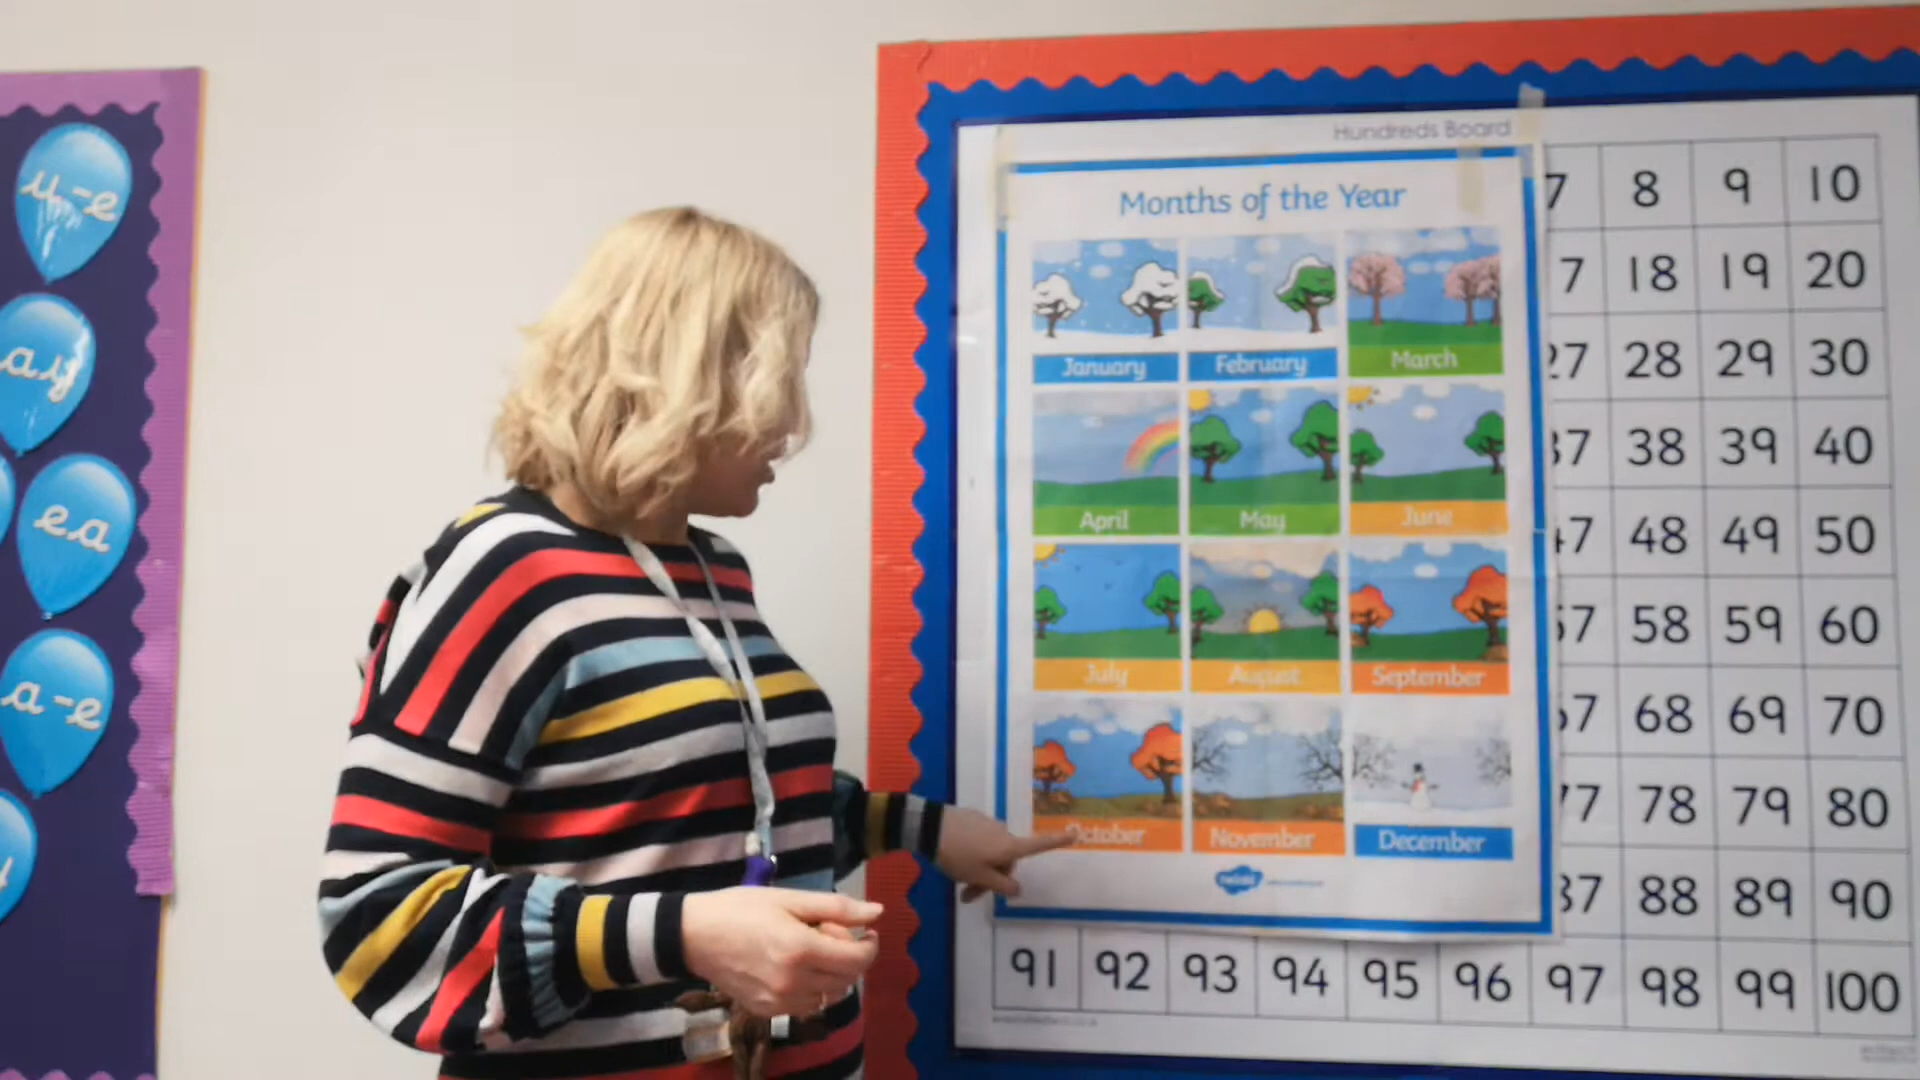 u-e
ay
ea
a-e
Hundreds Board
Months of the Year
January February March
April May June
July August September
October November December
twinkl
7 8 9 10
7 18 19 20
27 28 29 30
37 38 39 40
47 48 49 50
57 58 59 60
67 68 69 70
77 78 79 80
87 88 89 90
91 92 93 94 95 96 97 98 99 100